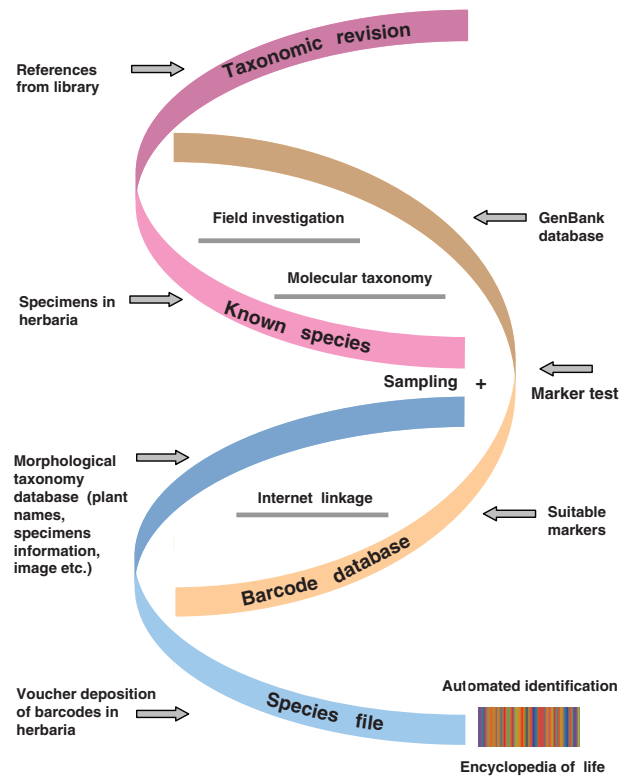 Taxonomic revision
References
from library
Field investigation
GenBank
database
Molecular taxonomy
Specimens in
herbaria
Known species
Sampling +
Marker test
Morphological
taxonomy
database (plant
names,
specimens
information,
image etc.)
Internet linkage
Suitable
markers
Barcode database
Voucher deposition
of barcodes in
herbaria
Species file
Automated identification
Encyclopedia of life